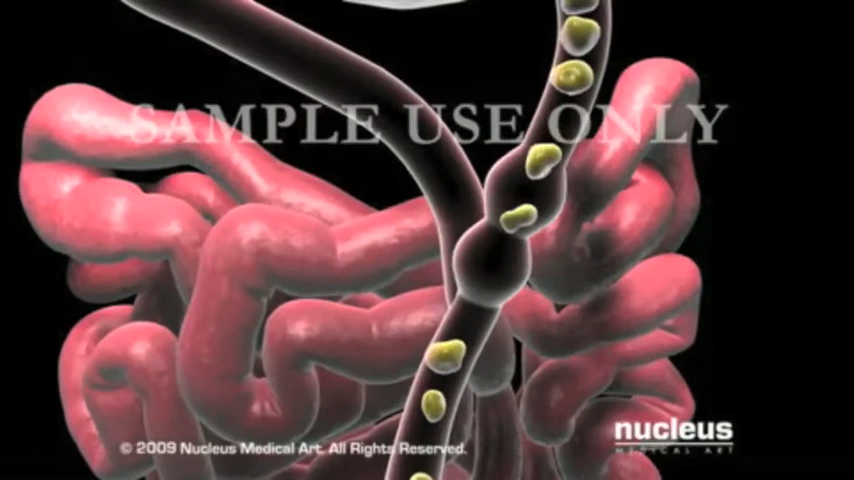 SAMPLE USE ONLY
© 2009 Nucleus Medical Art. All Rights Reserved.
nucleus
MEDICAL ART